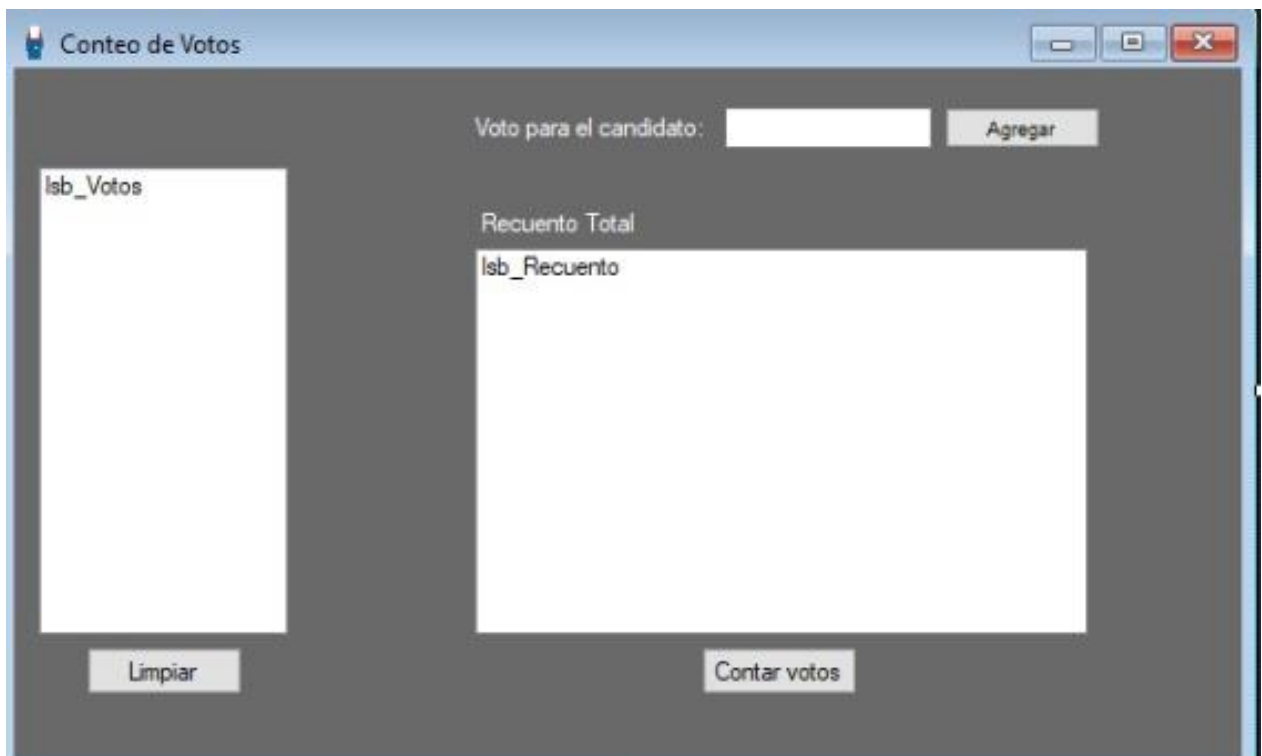 Conteo de Votos
Voto para el candidato:
Agregar
lsb_Votos
Recuento Total
lsb_Recuento
Limpiar
Contar votos